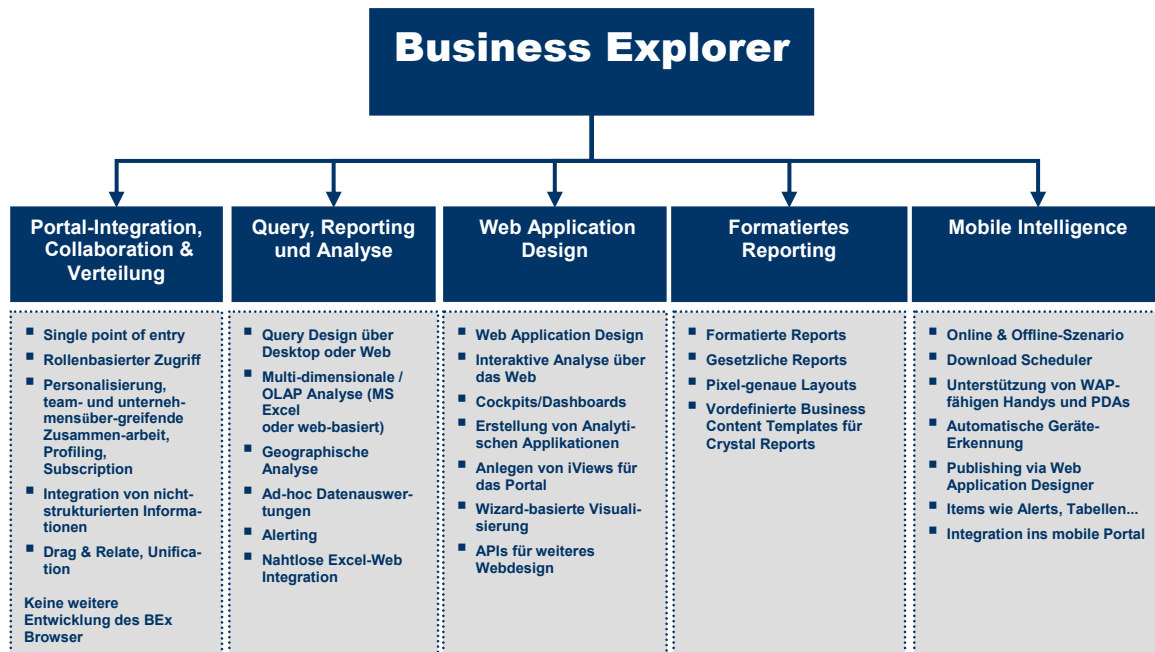 Business Explorer
Portal-Integration,
Collaboration &
Verteilung
Single point of entry
Rollenbasierter Zugriff
Personalisierung,
team- und unterneh-
mensüber-greifende
Zusammen-arbeit,
Profiling,
Subscription
Integration von nicht-
strukturierten Informa-
tionen
Drag & Relate, Unifica-
tion
Keine weitere
Entwicklung des BEx
Browser
Query, Reporting
und Analyse
Query Design über
Desktop oder Web
Multi-dimensionale /
OLAP Analyse (MS
Excel
oder web-basiert)
Geographische
Analyse
Ad-hoc Datenauswer-
tungen
Alerting
Nahtlose Excel-Web
Integration
Web Application
Design
Web Application Design
Interaktive Analyse über
das Web
Cockpits/Dashboards
Erstellung von Analyti-
schen Applikationen
Anlegen von iViews für
das Portal
Wizard-basierte Visuali-
sierung
APIs für weiteres
Webdesign
Formatiertes
Reporting
Formatierte Reports
Gesetzliche Reports
Pixel-genaue Layouts
Vordefinierte Business
Content Templates für
Crystal Reports
Mobile Intelligence
Online & Offline-Szenario
Download Scheduler
Unterstützung von WAP-
fähigen Handys und PDAs
Automatische Geräte-
Erkennung
Publishing via Web
Application Designer
Items wie Alerts, Tabellen...
Integration ins mobile Portal